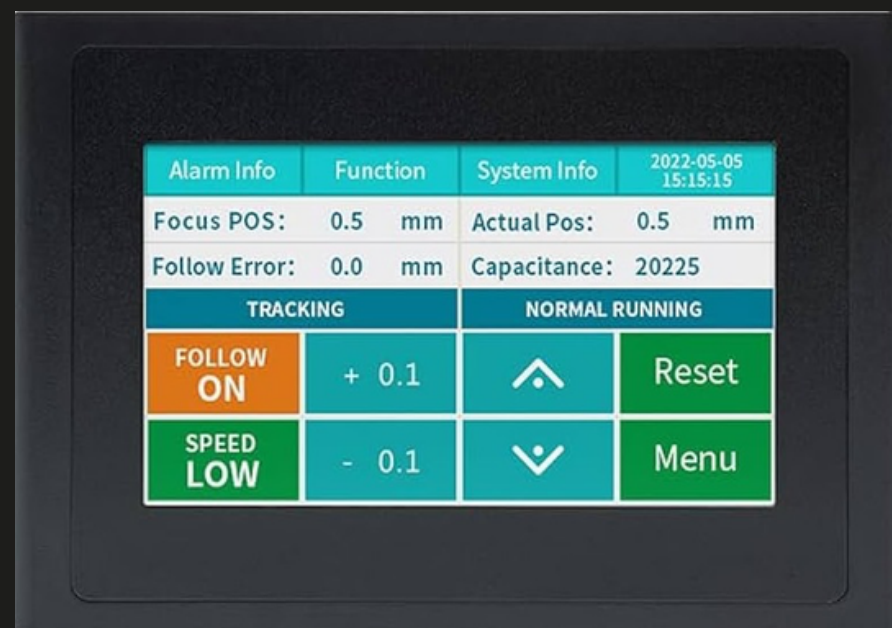 Alarm Info Function System Info 2022-05-05
15:15:15
Focus POS: 0.5 mm Actual Pos: 0.5 mm
Follow Error: 0.0 mm Capacitance: 20225
TRACKING NORMAL RUNNING
FOLLOW
ON
+ 0.1
Reset
SPEED
LOW
- 0.1
Menu